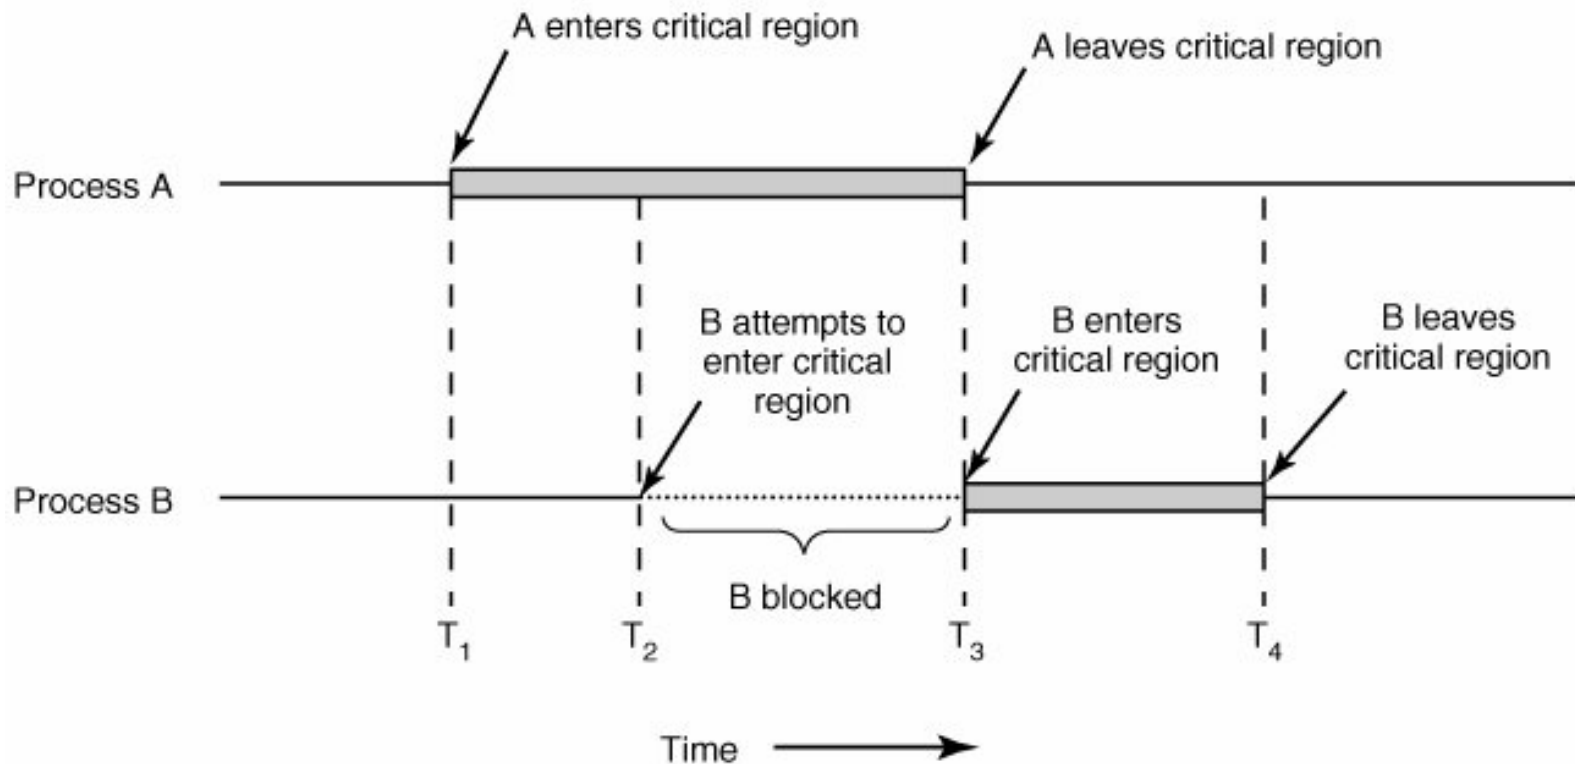 A enters critical region
A leaves critical region
Process A
B attempts to
enter critical
region
B enters
critical region
B leaves
critical region
Process B
B blocked
T₁
T₂
T₃
T₄
Time